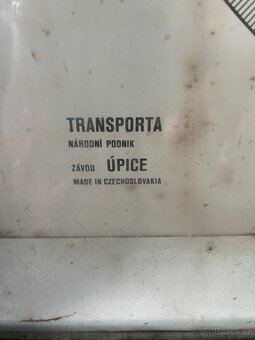 TRANSPORTA
NÁRODNÍ PODNIK
ZÁVOD ÚPICE
MADE IN CZECHOSLOVAKIA